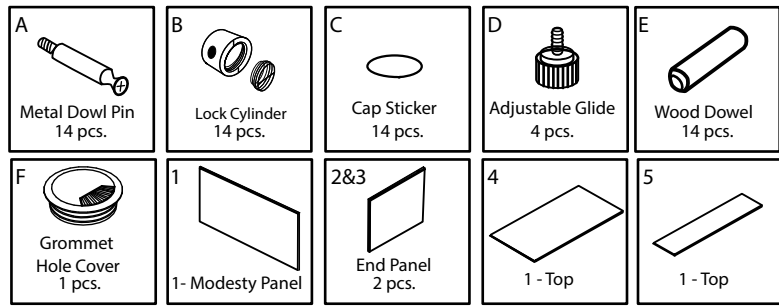 A
Metal Dowl Pin
14 pcs.
B
Lock Cylinder
14 pcs.
C
Cap Sticker
14 pcs.
D
Adjustable Glide
4 pcs.
E
Wood Dowel
14 pcs.
F
Grommet
Hole Cover
1 pcs.
1
1- Modesty Panel
2&3
End Panel
2 pcs.
4
1 - Top
5
1 - Top